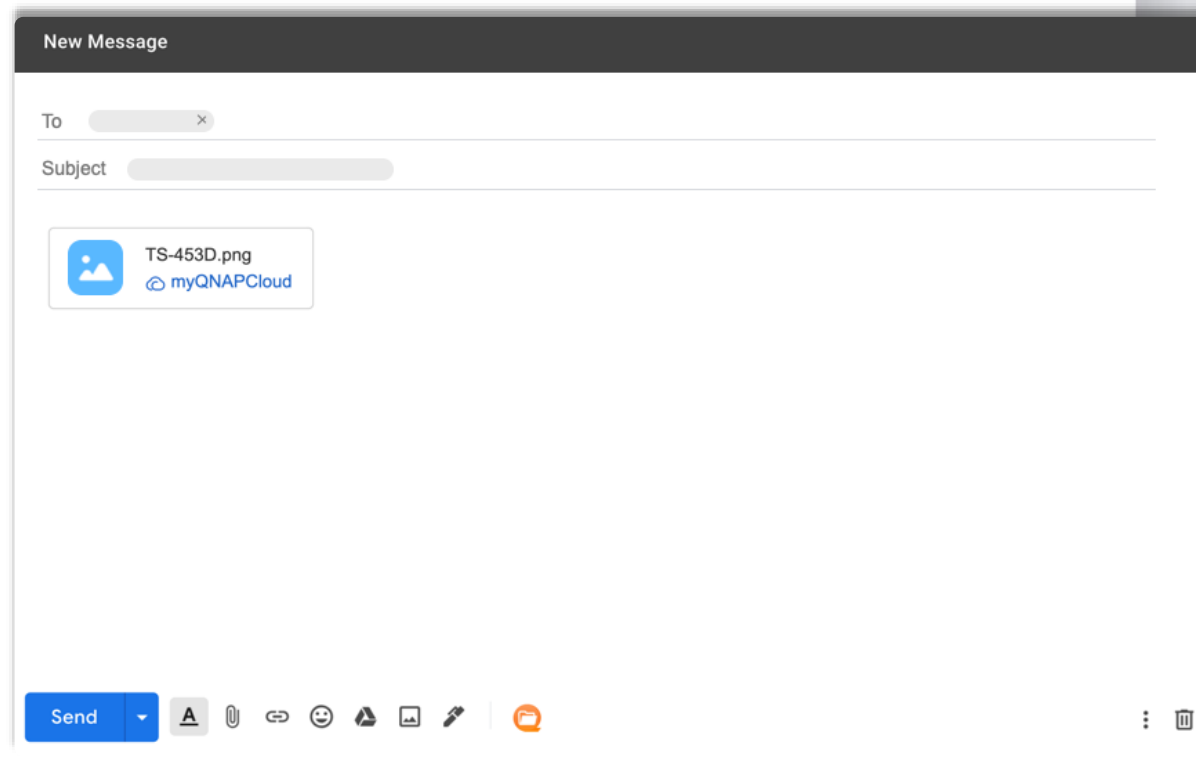 New Message
To
Subject
TS-453D.png
myQNAPCloud
Send